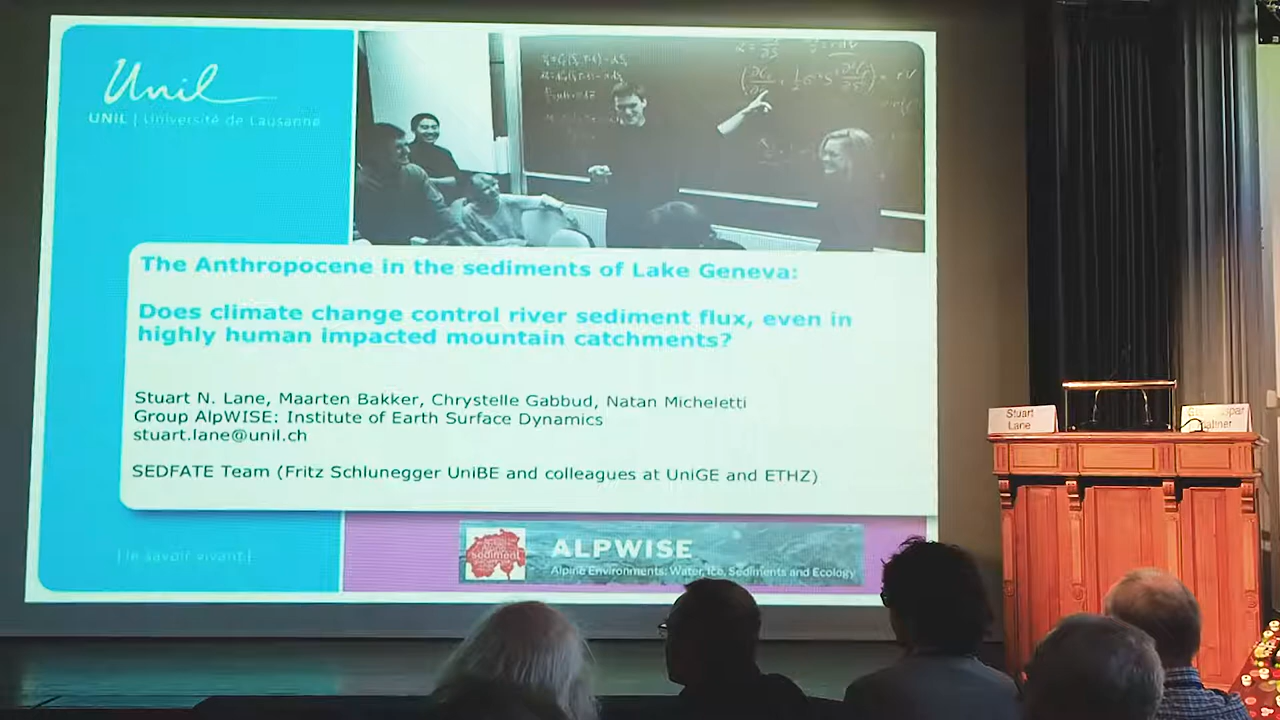 Unil
UNIL | Université de Lausanne
The Anthropocene in the sediments of Lake Geneva:
Does climate change control river sediment flux, even in
highly human impacted mountain catchments?
Stuart N. Lane, Maarten Bakker, Chrystelle Gabbud, Natan Micheletti
Group AlpWISE: Institute of Earth Surface Dynamics
stuart.lane@unil.ch
SEDFATE Team (Fritz Schlunegger UniBE and colleagues at UniGE and ETHZ)
| le savoir vivant |
sediment
ALPWISE
Alpine Environments: Water, Ice, Sediments and Ecology
Stuart
Lane